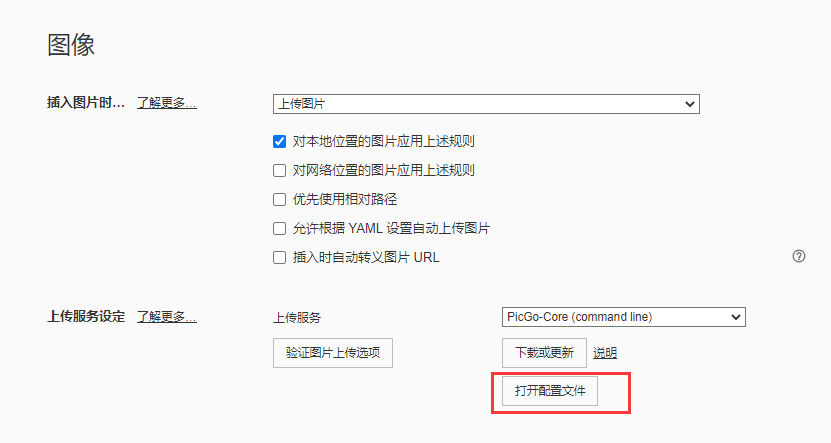 图像
插入图片时... 了解更多... 上传图片
对本地位置的图片应用上述规则
对网络位置的图片应用上述规则
优先使用相对路径
允许根据 YAML 设置自动上传图片
插入时自动转义图片 URL ?
上传服务设定 了解更多... 上传服务 PicGo-Core (command line)
验证图片上传选项 下载或更新 说明
打开配置文件